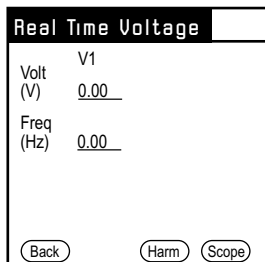 Real Time Voltage
V1
Volt
(V) 0.00
Freq
(Hz) 0.00
Back Harm Scope